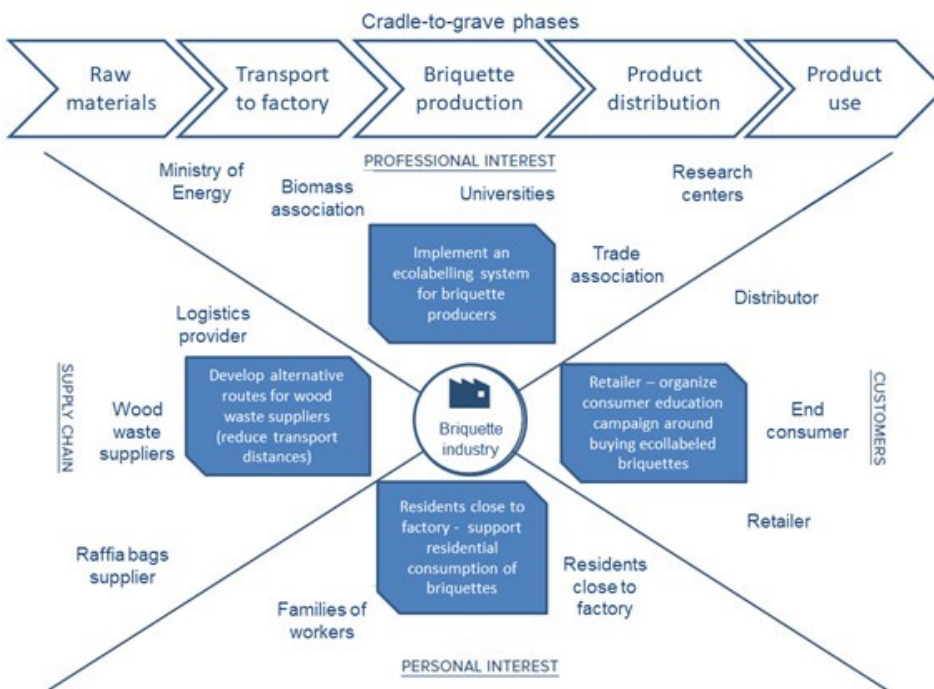 Cradle-to-grave phases
Raw
materials
Transport
to factory
Briquette
production
Product
distribution
Product
use
PROFESSIONAL INTEREST
Ministry of
Energy
Biomass
association
Universities
Research
centers
Implement an
ecolabelling system
for briquette
producers
Trade
association
Distributor
Logistics
provider
SUPPLY CHAIN
Wood
waste
suppliers
Develop alternative
routes for wood
waste suppliers
(reduce transport
distances)
Briquette
industry
Retailer – organize
consumer education
campaign around
buying ecollabeled
briquettes
End
consumer
CUSTOMERS
Retailer
Raffia bags
supplier
Residents close to
factory - support
residential
consumption of
briquettes
Families of
workers
Residents
close to
factory
PERSONAL INTEREST